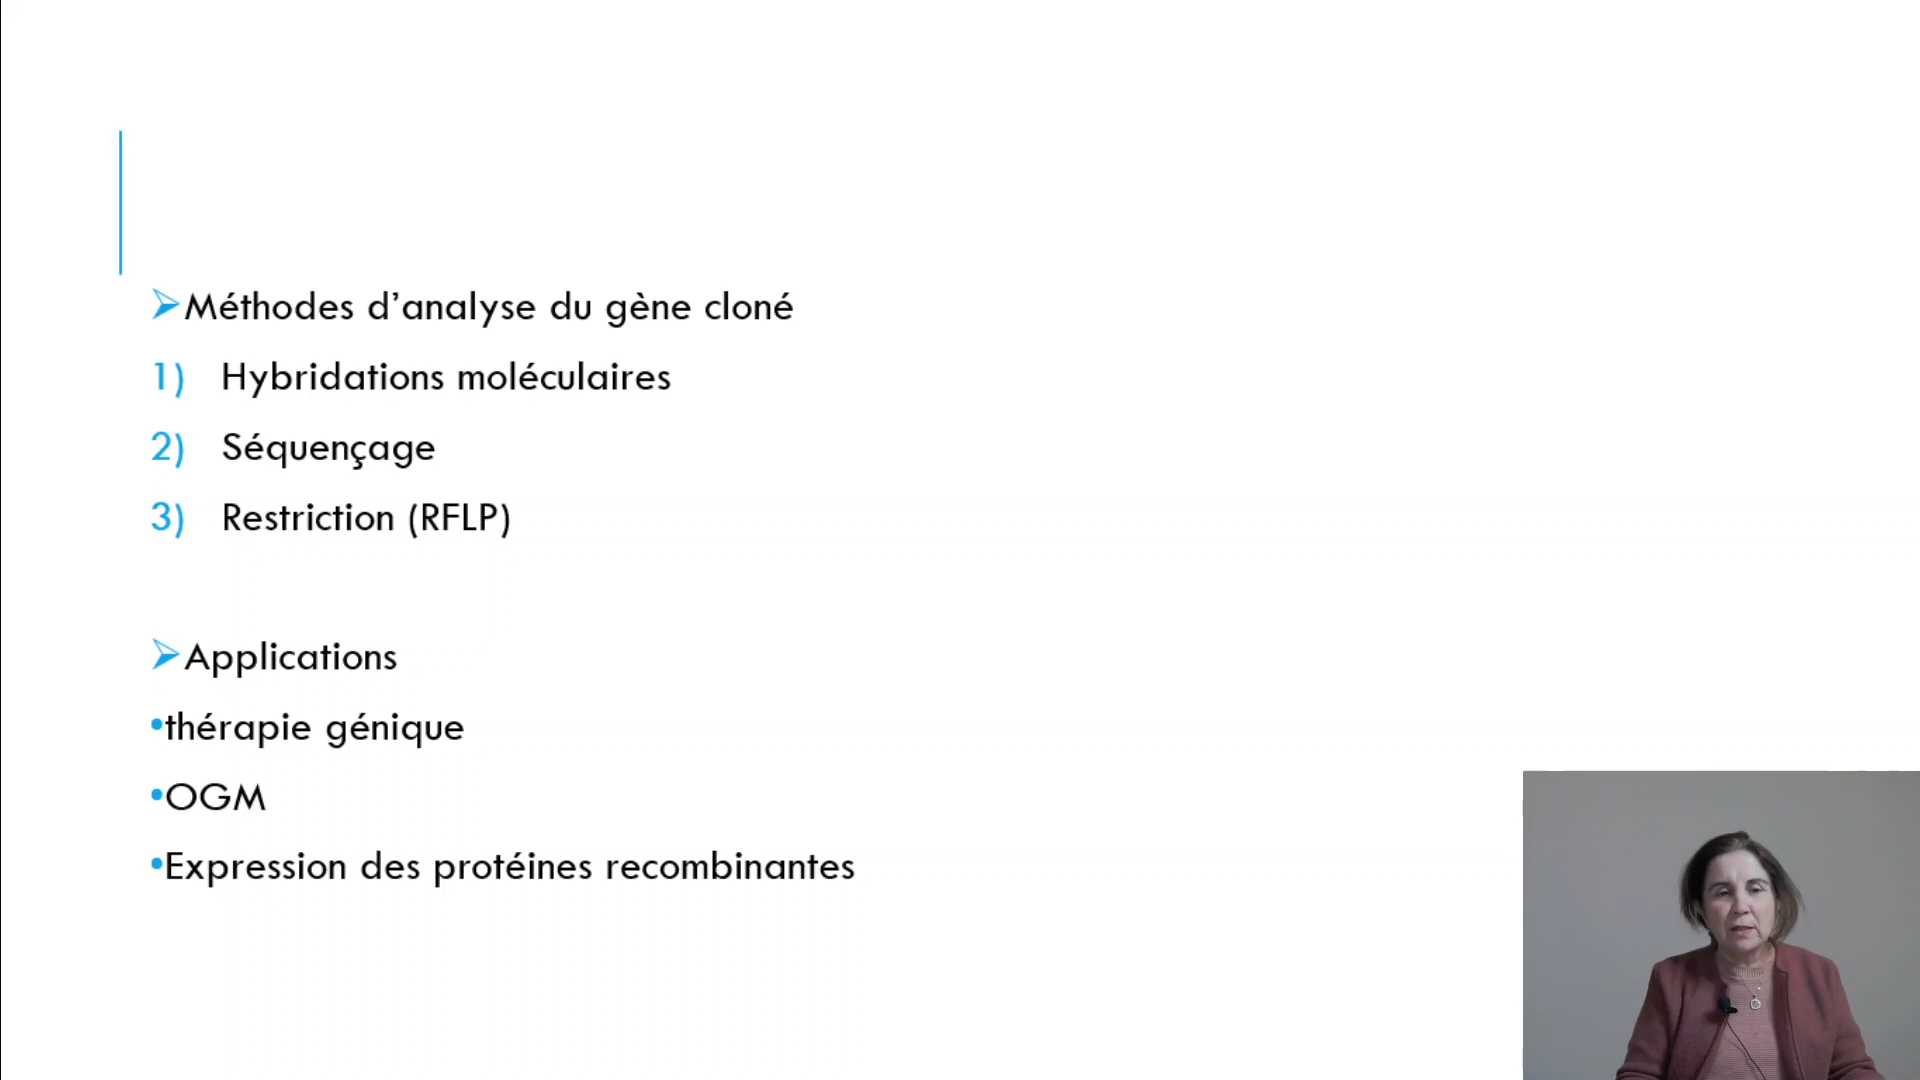 ➢Méthodes d’analyse du gène cloné
1) Hybridations moléculaires
2) Séquençage
3) Restriction (RFLP)
➢Applications
•thérapie génique
•OGM
•Expression des protéines recombinantes